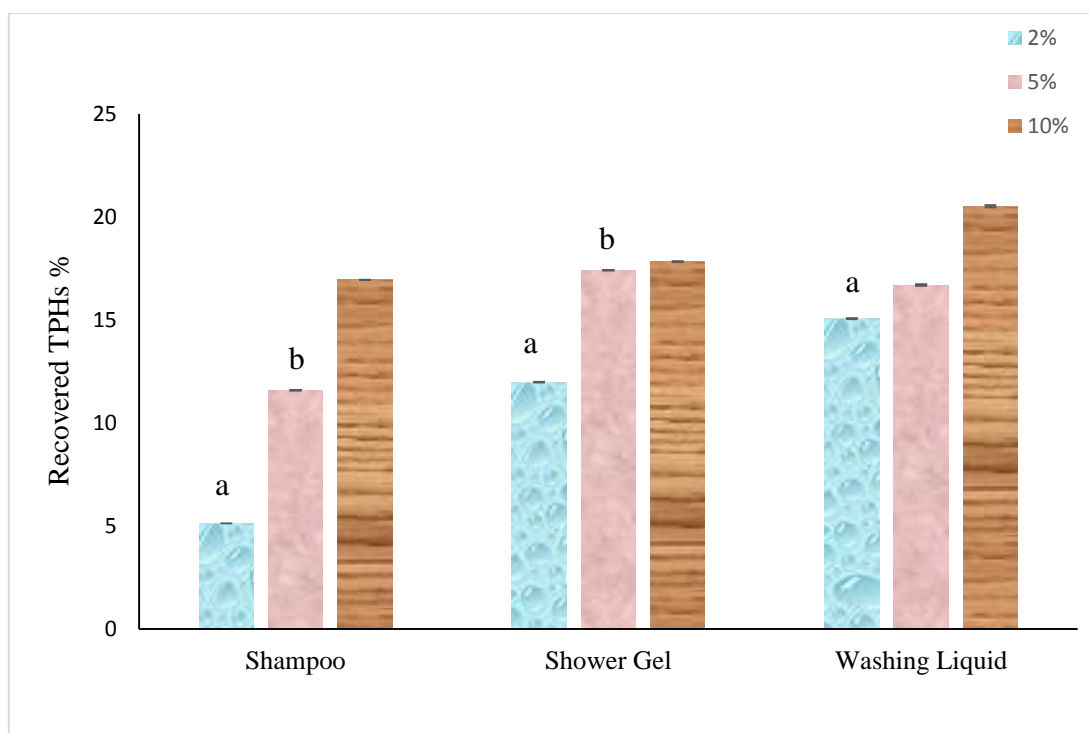 2%
5%
10%
25
20
15
10
5
0
Recovered TPHs %
a
b
a
b
a
Shampoo
Shower Gel
Washing Liquid